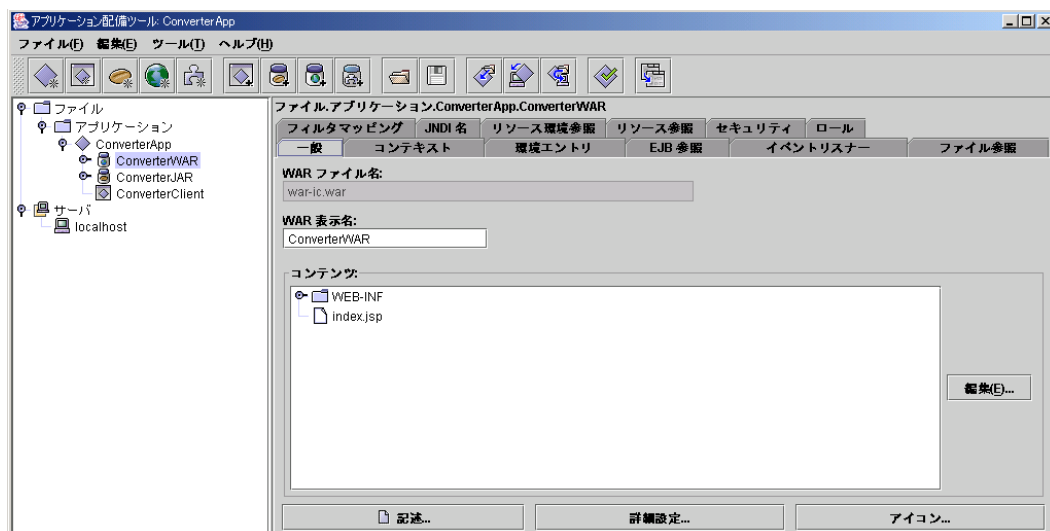 アプリケーション配備ツール: ConverterApp
ファイル(F) 編集(E) ツール(T) ヘルプ(H)
ファイル
アプリケーション
ConverterApp
ConverterWAR
ConverterJAR
ConverterClient
サーバ
localhost
ファイル.アプリケーション.ConverterApp.ConverterWAR
フィルタマッピング JNDI 名 リソース環境参照 リソース参照 セキュリティ ロール
一般 コンテキスト 環境エントリ EJB 参照 イベントリスナー ファイル参照
WAR ファイル名:
war-ic.war
WAR 表示名:
ConverterWAR
コンテンツ:
WEB-INF
index.jsp
編集(E)...
記述... 詳細設定... アイコン...